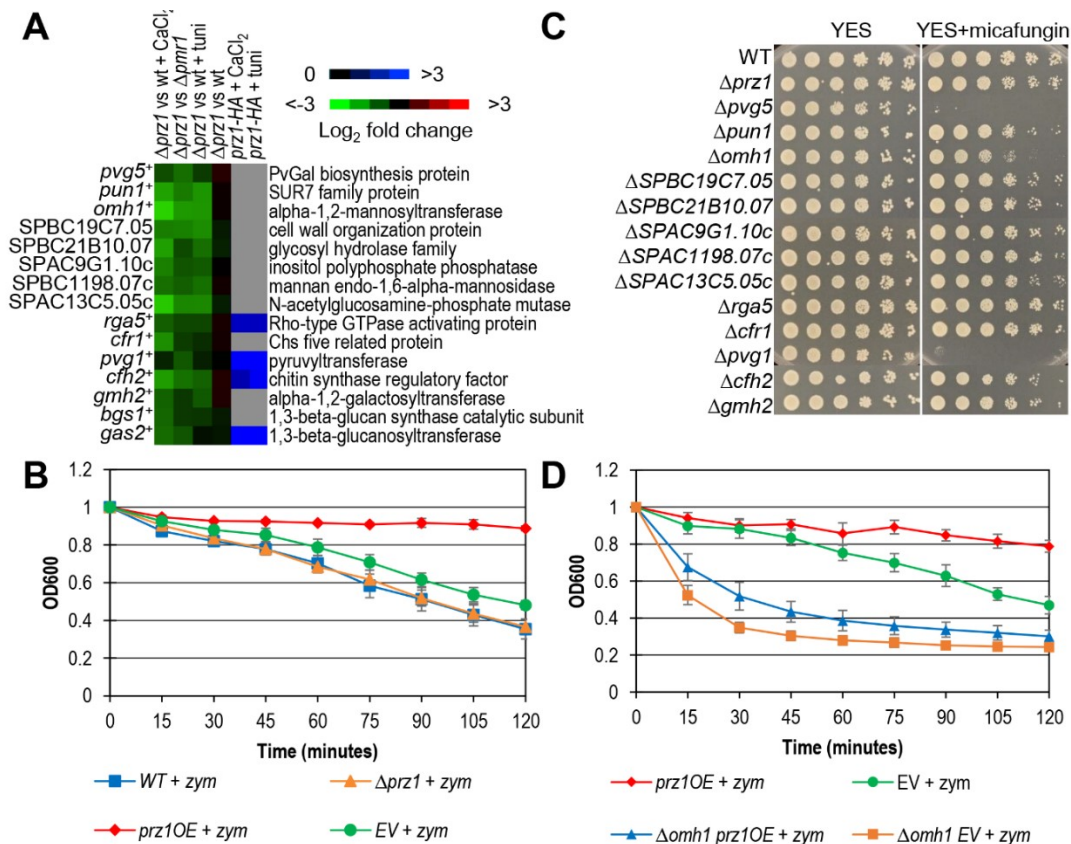 A
Δprz1 vs wt + CaCl2
Δprz1 vs Δpmr1
Δprz1 vs wt + tuni
Δprz1 vs wt
prz1-HA + CaCl2
prz1-HA + tuni
0 >3
<-3 >3
Log2 fold change
pvg5+ PvGal biosynthesis protein
pun1+ SUR7 family protein
omh1+ alpha-1,2-mannosyltransferase
SPBC19C7.05 cell wall organization protein
SPBC21B10.07 glycosyl hydrolase family
SPAC9G1.10c inositol polyphosphate phosphatase
SPBC1198.07c mannan endo-1,6-alpha-mannosidase
SPAC13C5.05c N-acetylglucosamine-phosphate mutase
rga5+ Rho-type GTPase activating protein
cfr1+ Chs five related protein
pvg1+ pyruvyltransferase
cfh2+ chitin synthase regulatory factor
gmh2+ alpha-1,2-galactosyltransferase
bgs1+ 1,3-beta-glucan synthase catalytic subunit
gas2+ 1,3-beta-glucanosyltransferase
C
YES YES+micafungin
WT
Δprz1
Δpvg5
Δpun1
Δomh1
ΔSPBC19C7.05
ΔSPBC21B10.07
ΔSPAC9G1.10c
ΔSPAC1198.07c
ΔSPAC13C5.05c
Δrga5
Δcfr1
Δpvg1
Δcfh2
Δgmh2
B
1.2
1
0.8
0.6
0.4
0.2
0
OD600
0 15 30 45 60 75 90 105 120
Time (minutes)
WT + zym Δprz1 + zym
prz1OE + zym EV + zym
D
1.2
1
0.8
0.6
0.4
0.2
0
OD600
0 15 30 45 60 75 90 105 120
Time (minutes)
prz1OE + zym EV + zym
Δomh1 prz1OE + zym Δomh1 EV + zym